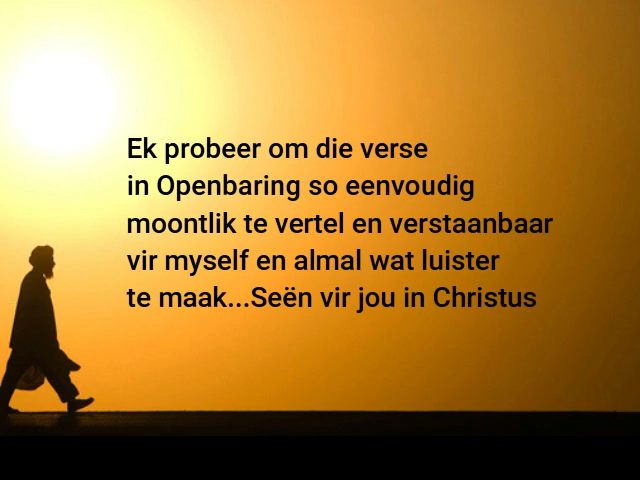 Ek probeer om die verse
in Openbaring so eenvoudig
moontlik te vertel en verstaanbaar
vir myself en almal wat luister
te maak...Seën vir jou in Christus